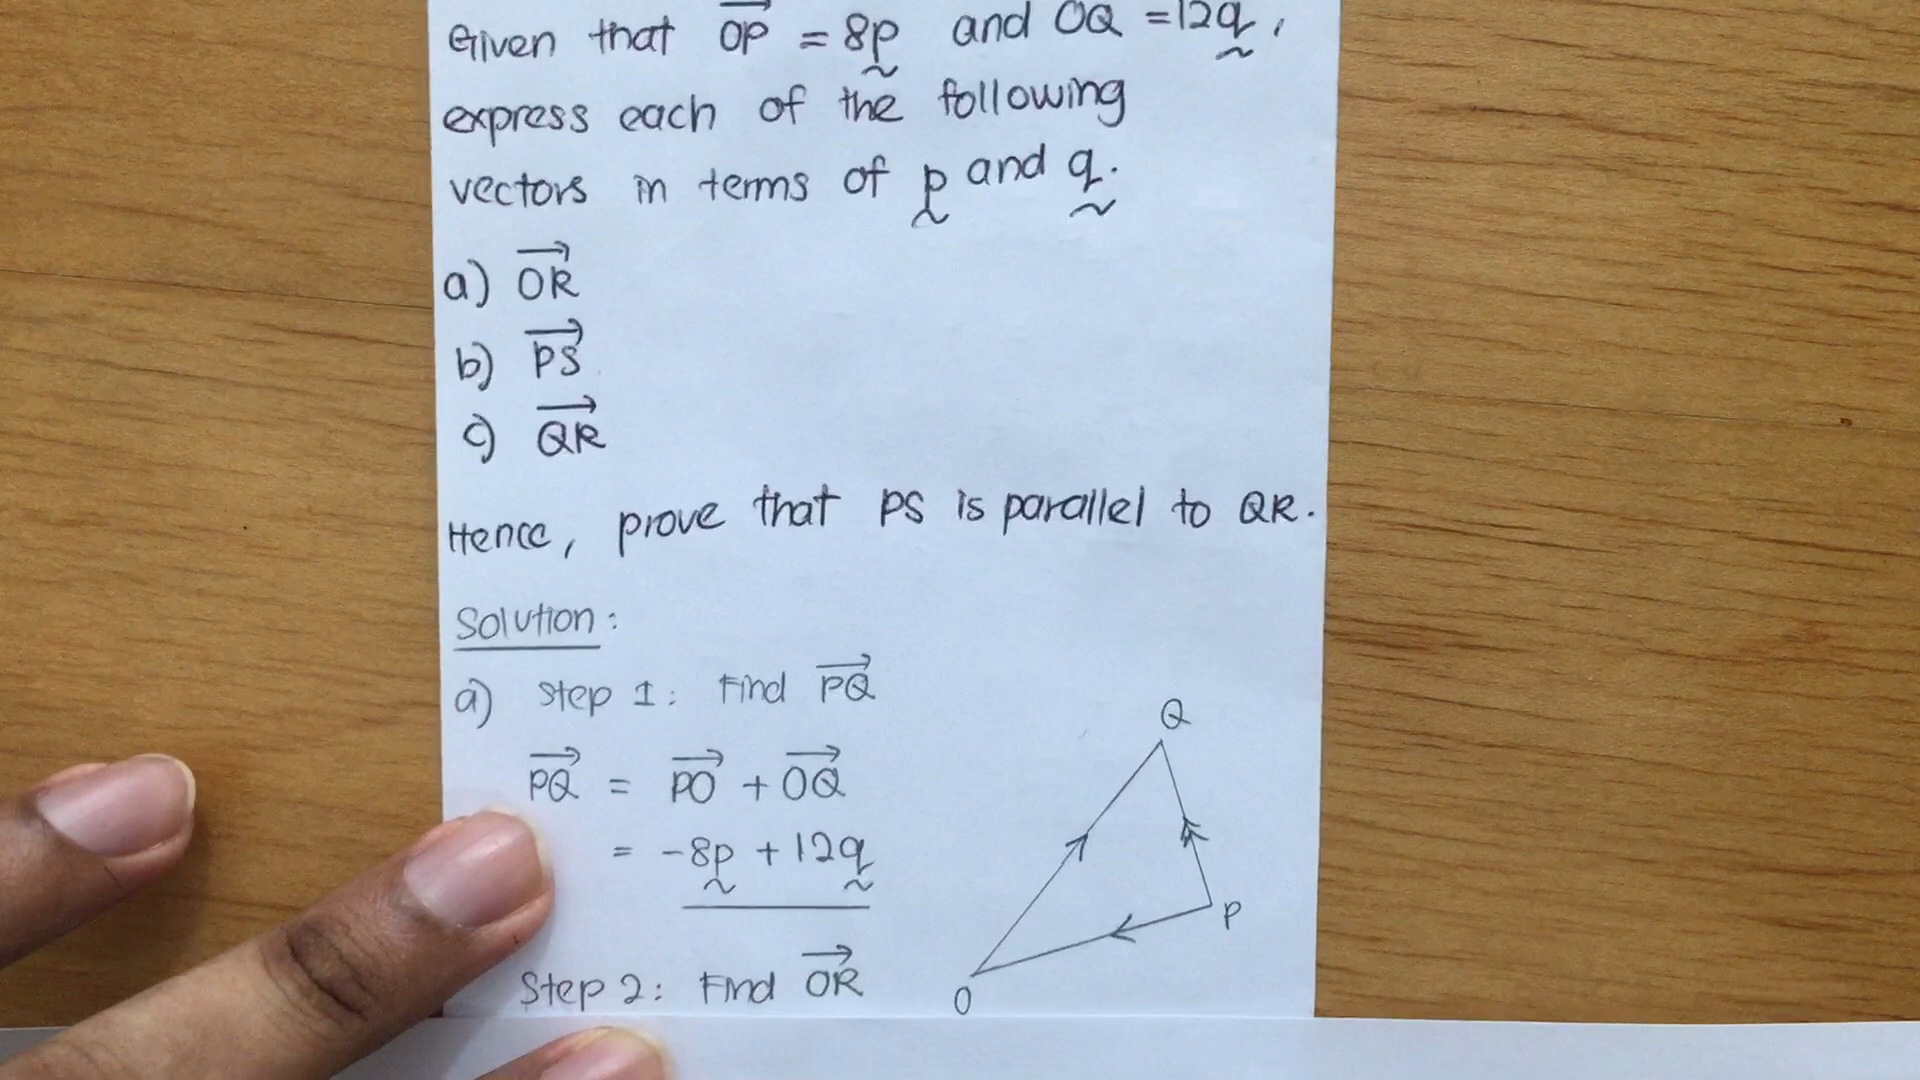 Given that OP = 8p and OQ = 12q,
express each of the following
vectors in terms of p and q.
a) OR
b) PS
c) QR
Hence, prove that PS is parallel to QR.
Solution:
a) Step 1: Find PQ
PQ = PO + OQ
= -8p + 12q
Step 2: Find OR
Q
P
O